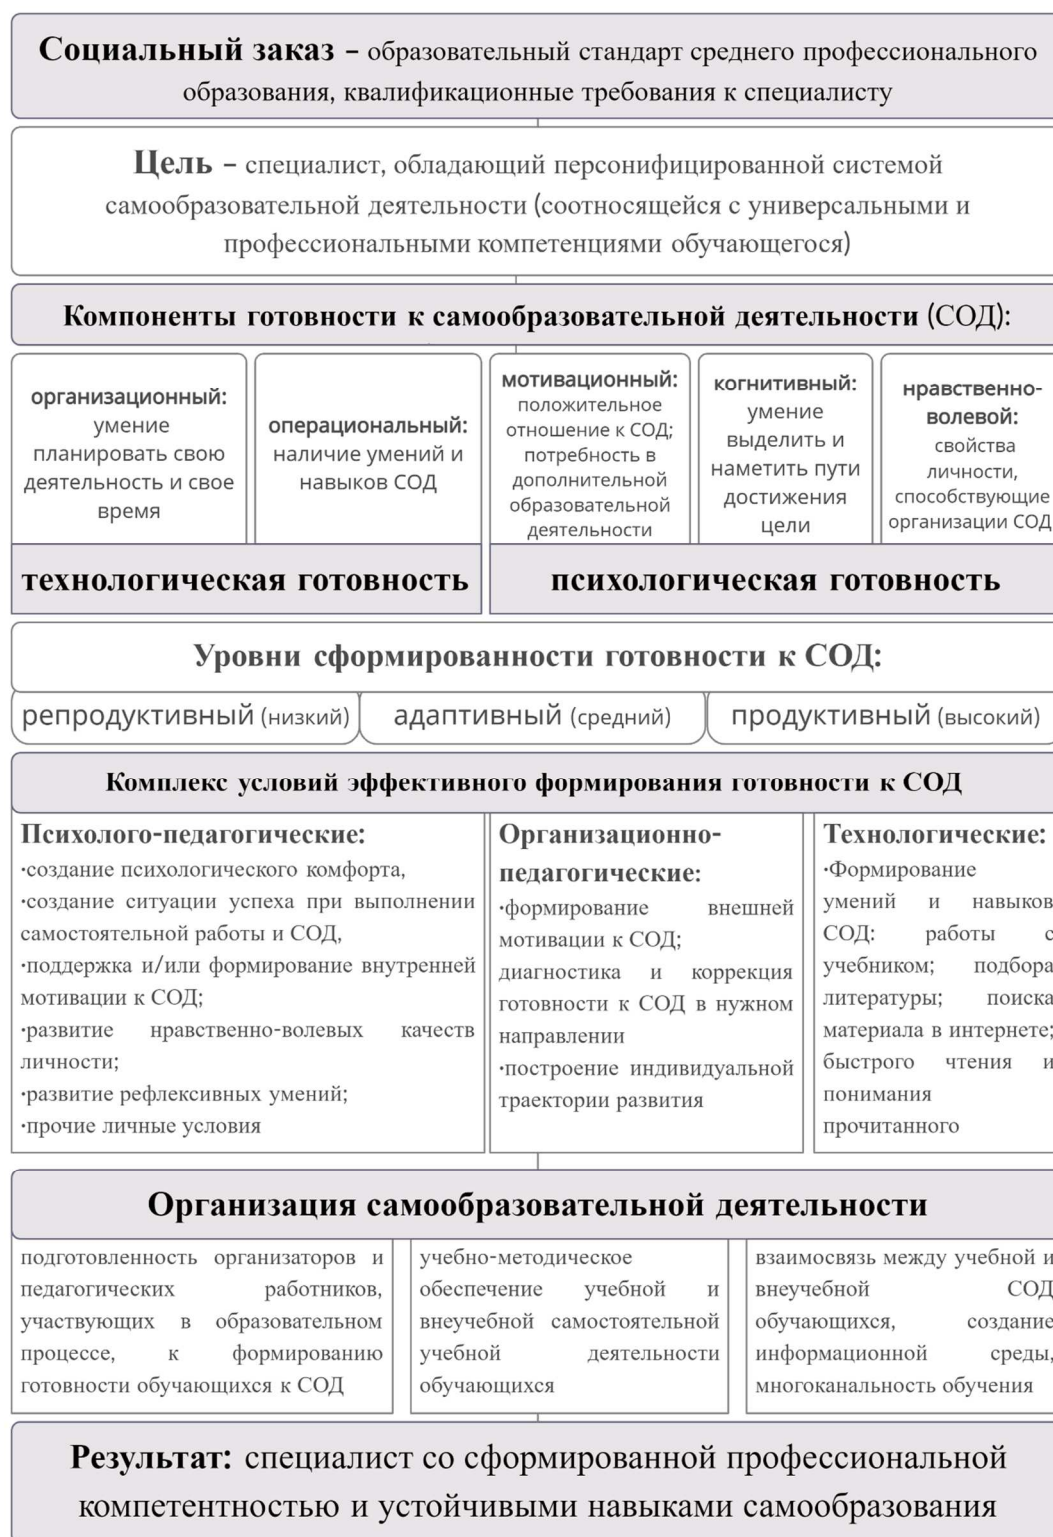 Социальный заказ – образовательный стандарт среднего профессионального
образования, квалификационные требования к специалисту
Цель – специалист, обладающий персонифицированной системой
самообразовательной деятельности (соотносящейся с универсальными и
профессиональными компетенциями обучающегося)
Компоненты готовности к самообразовательной деятельности (СОД):
организационный:
умение
планировать свою
деятельность и свое
время
операциональный:
наличие умений и
навыков СОД
мотивационный:
положительное
отношение к СОД;
потребность в
дополнительной
образовательной
деятельности
когнитивный:
умение
выделить и
наметить пути
достижения
цели
нравственно-
волевой:
свойства
личности,
способствующие
организации СОД
технологическая готовность
психологическая готовность
Уровни сформированности готовности к СОД:
репродуктивный (низкий)
адаптивный (средний)
продуктивный (высокий)
Комплекс условий эффективного формирования готовности к СОД
Психолого-педагогические:
·создание психологического комфорта,
·создание ситуации успеха при выполнении
самостоятельной работы и СОД,
·поддержка и/или формирование внутренней
мотивации к СОД;
·развитие нравственно-волевых качеств
личности;
·развитие рефлексивных умений;
·прочие личные условия
Организационно-
педагогические:
·формирование внешней
мотивации к СОД;
диагностика и коррекция
готовности к СОД в нужном
направлении
·построение индивидуальной
траектории развития
Технологические:
·Формирование
умений и навыков
СОД: работы с
учебником; подбора
литературы; поиска
материала в интернете;
быстрого чтения и
понимания
прочитанного
Организация самообразовательной деятельности
подготовленность организаторов и
педагогических работников,
участвующих в образовательном
процессе, к формированию
готовности обучающихся к СОД
учебно-методическое
обеспечение учебной и
внеучебной самостоятельной
учебной деятельности
обучающихся
взаимосвязь между учебной и
внеучебной СОД
обучающихся, создание
информационной среды,
многоканальность обучения
Результат: специалист со сформированной профессиональной
компетентностью и устойчивыми навыками самообразования